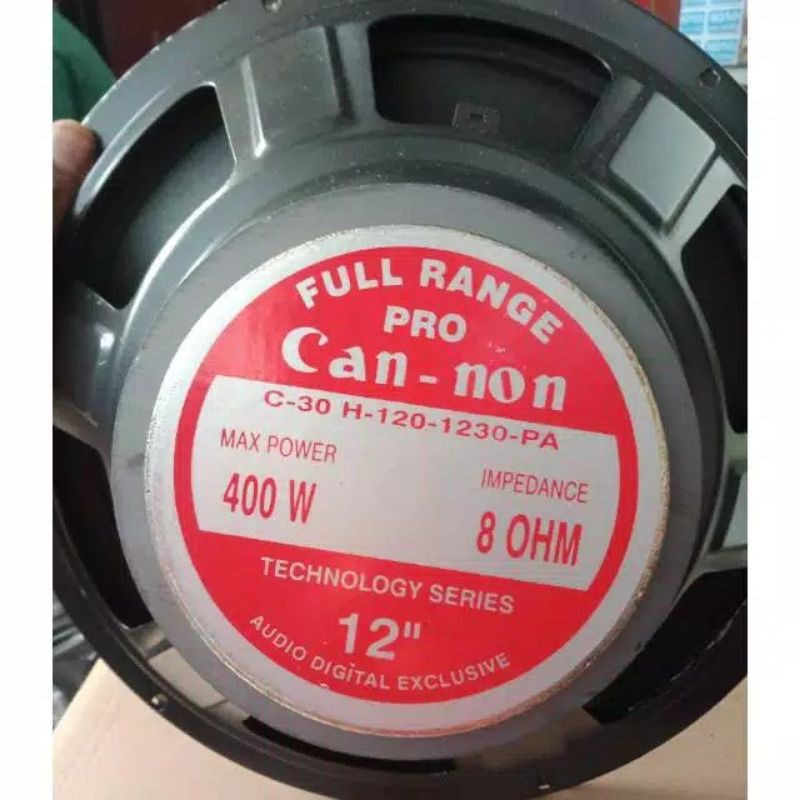 FULL RANGE
PRO
Can-non
C-30 H-120-1230-PA
MAX POWER
400 W
IMPEDANCE
8 OHM
TECHNOLOGY SERIES
12"
AUDIO DIGITAL EXCLUSIVE